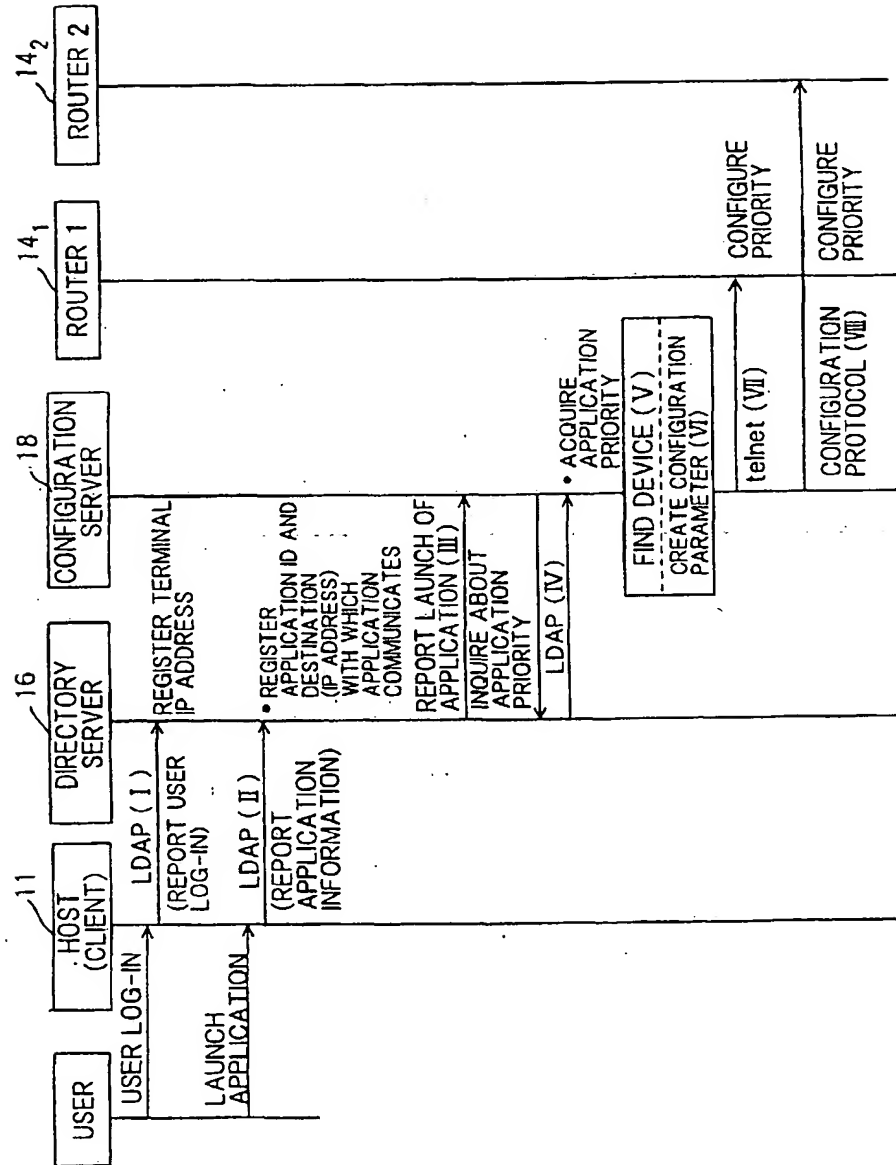 USER
11
HOST
(CLIENT)
16
DIRECTORY
SERVER
18
CONFIGURATION
SERVER
14₁
ROUTER 1
14₂
ROUTER 2
USER LOG-IN
LDAP (Ⅰ)
(REPORT USER
LOG-IN)
REGISTER TERMINAL
IP ADDRESS
LAUNCH
APPLICATION
LDAP (Ⅱ)
(REPORT
APPLICATION
INFORMATION)
• REGISTER
APPLICATION ID AND
DESTINATION
(IP ADDRESS)
WITH WHICH
APPLICATION
COMMUNICATES
REPORT LAUNCH OF
APPLICATION (Ⅲ)
INQUIRE ABOUT
APPLICATION
PRIORITY
LDAP (Ⅳ)
• ACQUIRE
APPLICATION
PRIORITY
FIND DEVICE (Ⅴ)
CREATE CONFIGURATION
PARAMETER (Ⅵ)
telnet (Ⅶ)
CONFIGURE
PRIORITY
CONFIGURATION
PROTOCOL (Ⅷ)
CONFIGURE
PRIORITY